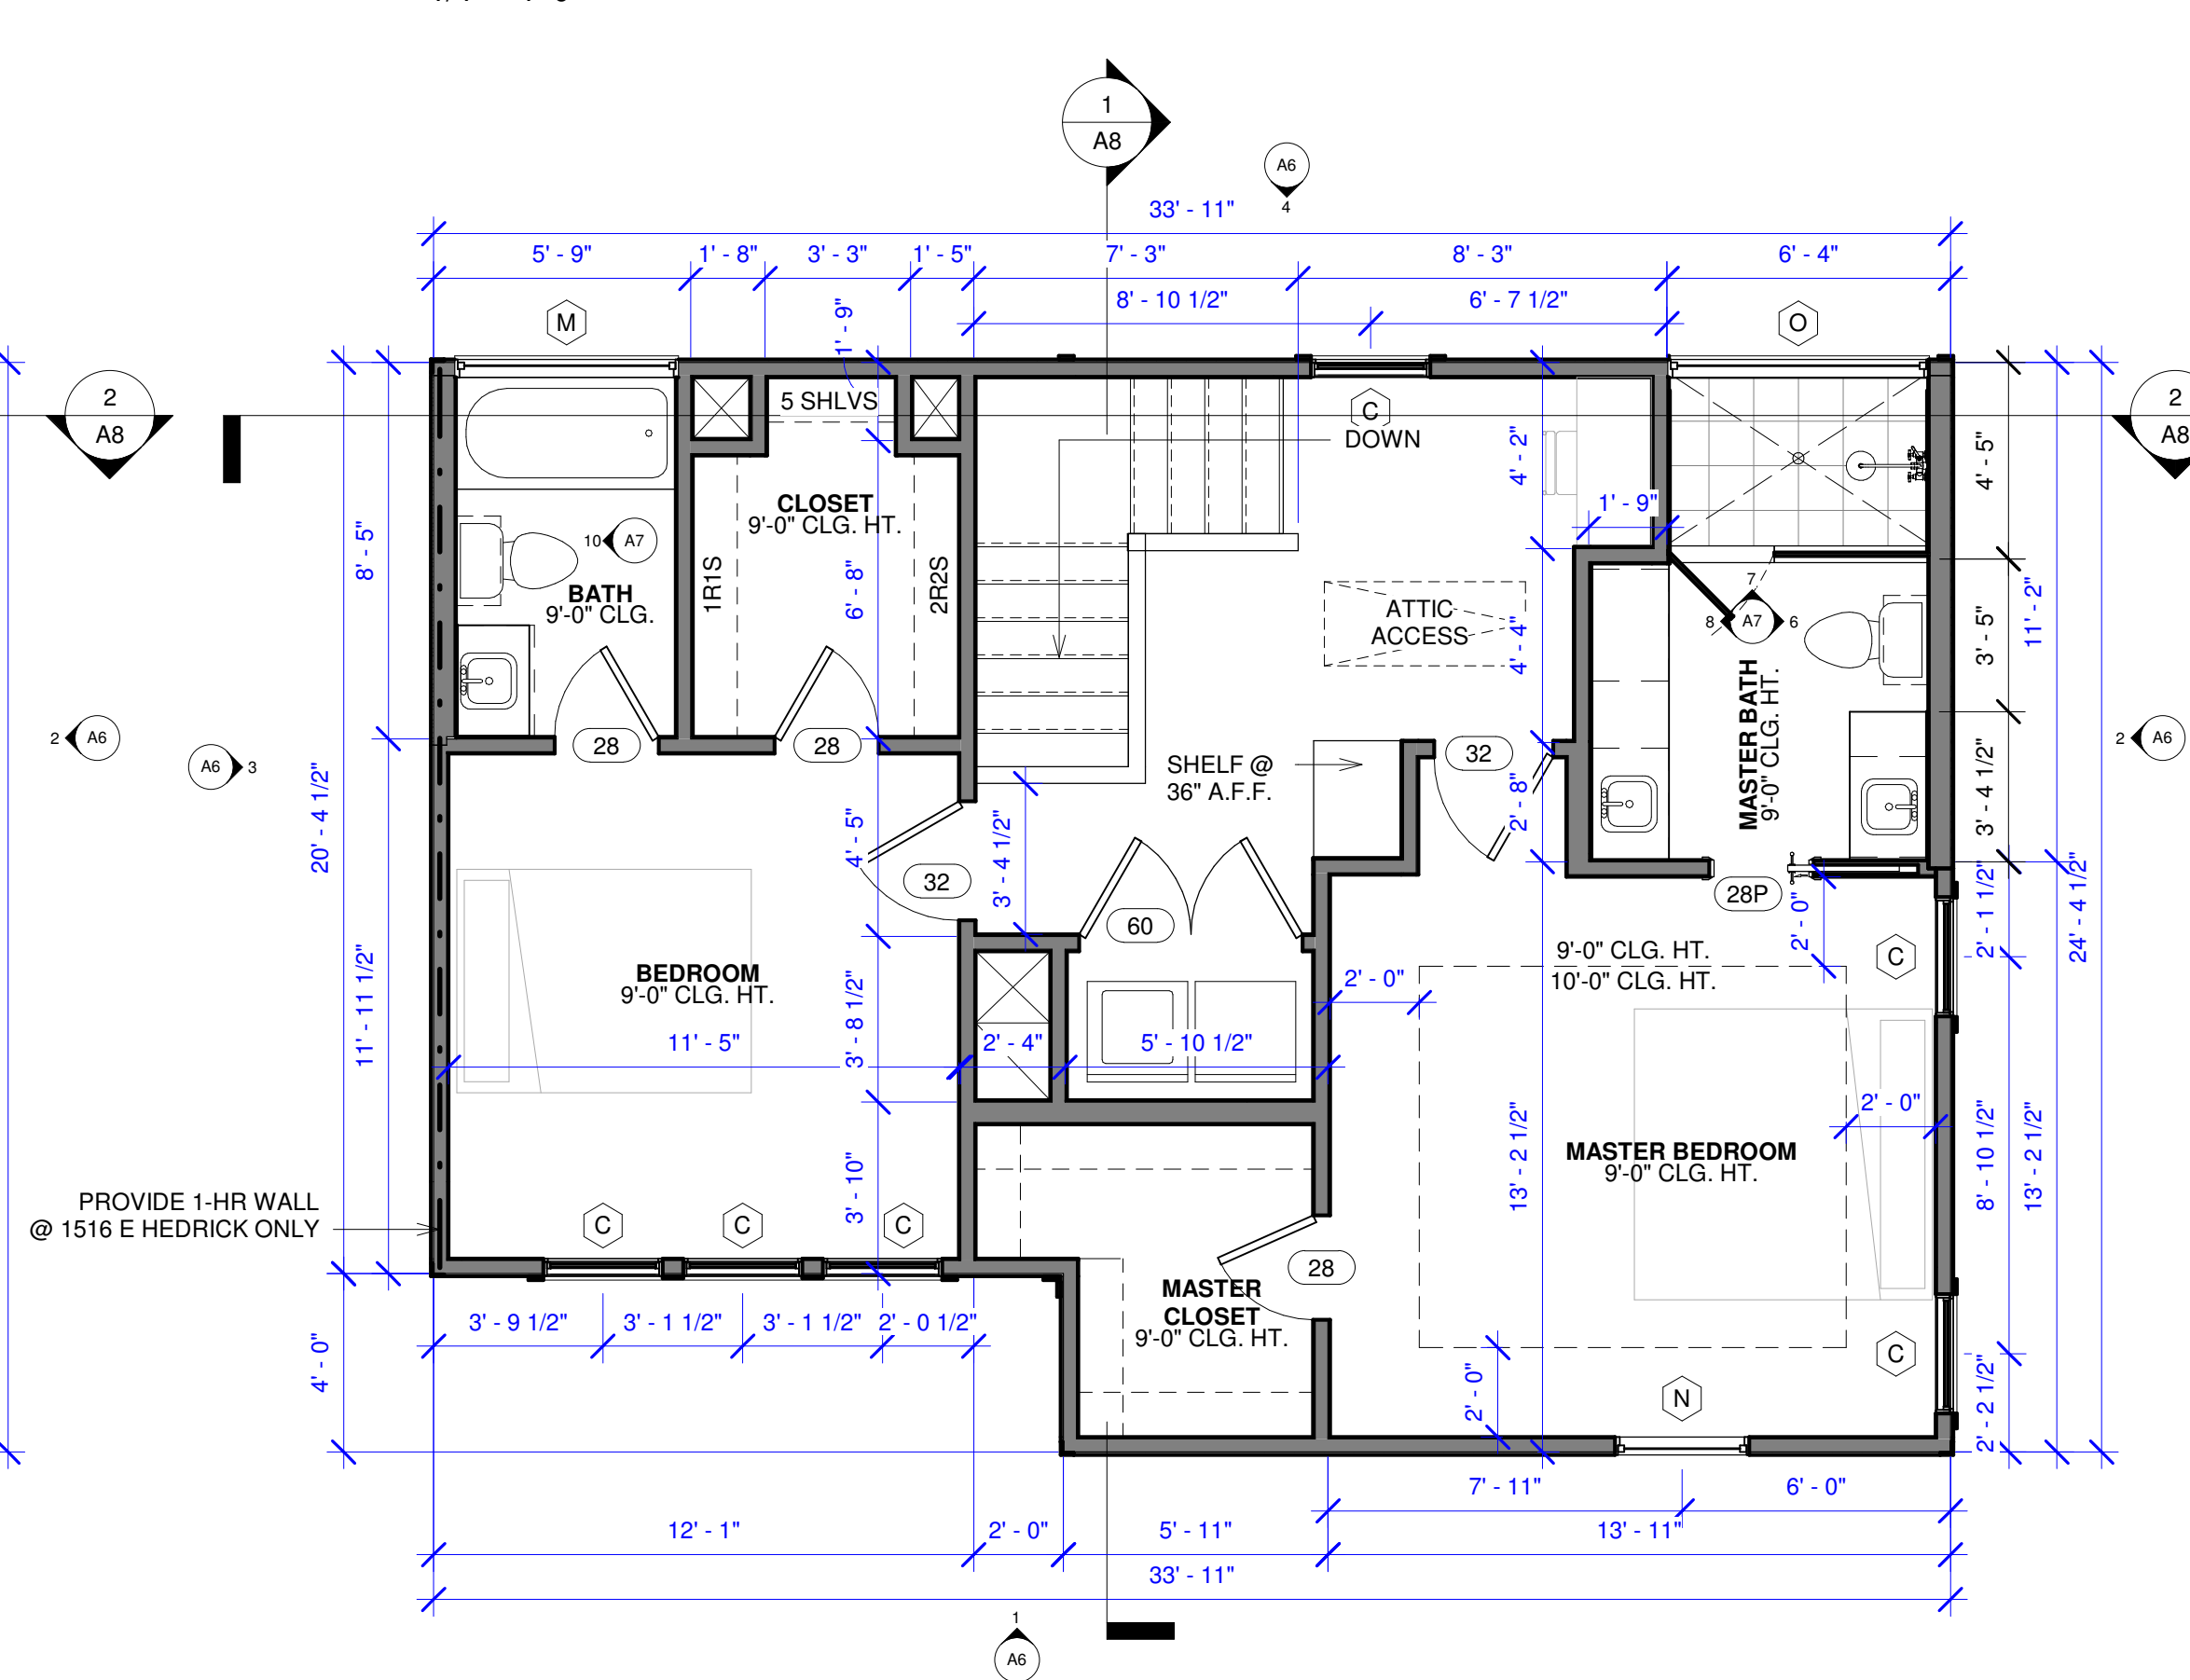 1
A8
A6
4
33' - 11"
5' - 9"
1' - 8"
3' - 3"
1' - 5"
7' - 3"
8' - 3"
6' - 4"
8' - 10 1/2"
6' - 7 1/2"
1' - 9"
M
O
2
A8
2
A8
5 SHLVS
C
DOWN
4' - 2"
4' - 5"
1' - 9"
8' - 5"
CLOSET
9'-0" CLG. HT.
10
A7
BATH
9'-0" CLG.
1R1S
6' - 8"
2R2S
ATTIC
ACCESS
4' - 4"
7
8
A7
6
3' - 5"
11' - 2"
MASTER BATH
9'-0" CLG. HT.
2
A6
A6
3
28
28
32
2
A6
SHELF @
36" A.F.F.
2' - 8"
3' - 4 1/2"
20' - 4 1/2"
4' - 5"
3' - 4 1/2"
32
60
28P
2' - 0"
2' - 1 1/2"
24' - 4 1/2"
9'-0" CLG. HT.
10'-0" CLG. HT.
C
BEDROOM
9'-0" CLG. HT.
2' - 0"
11' - 11 1/2"
3' - 8 1/2"
11' - 5"
2' - 4"
5' - 10 1/2"
2' - 0"
13' - 2 1/2"
MASTER BEDROOM
9'-0" CLG. HT.
8' - 10 1/2"
13' - 2 1/2"
PROVIDE 1-HR WALL
@ 1516 E HEDRICK ONLY
3' - 10"
C
C
C
28
MASTER
CLOSET
9'-0" CLG. HT.
3' - 9 1/2"
3' - 1 1/2"
3' - 1 1/2"
2' - 0 1/2"
4' - 0"
2' - 0"
N
C
2' - 2 1/2"
7' - 11"
6' - 0"
12' - 1"
2' - 0"
5' - 11"
13' - 11"
33' - 11"
1
A6